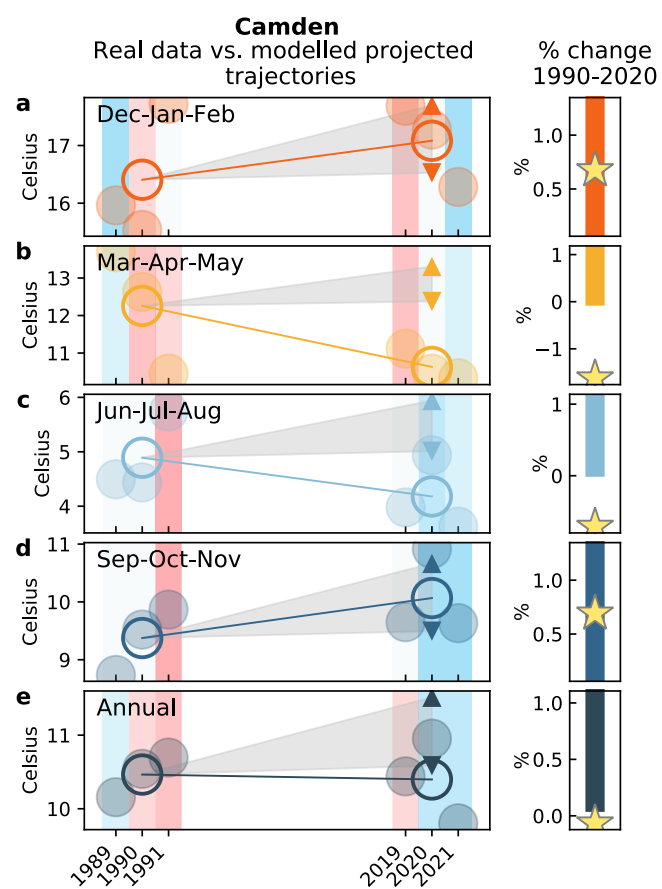 Camden
Real data vs. modelled projected
trajectories
% change
1990-2020
a
Dec-Jan-Feb
Celsius
17
16
%
1.0
0.5
b
Mar-Apr-May
Celsius
13
12
11
%
1
0
−1
c
Jun-Jul-Aug
Celsius
6
5
4
%
1
0
d
Sep-Oct-Nov
Celsius
11
10
9
%
1.0
0.5
e
Annual
Celsius
11
10
%
1.0
0.5
0.0
1989
1990
1991
2019
2020
2021